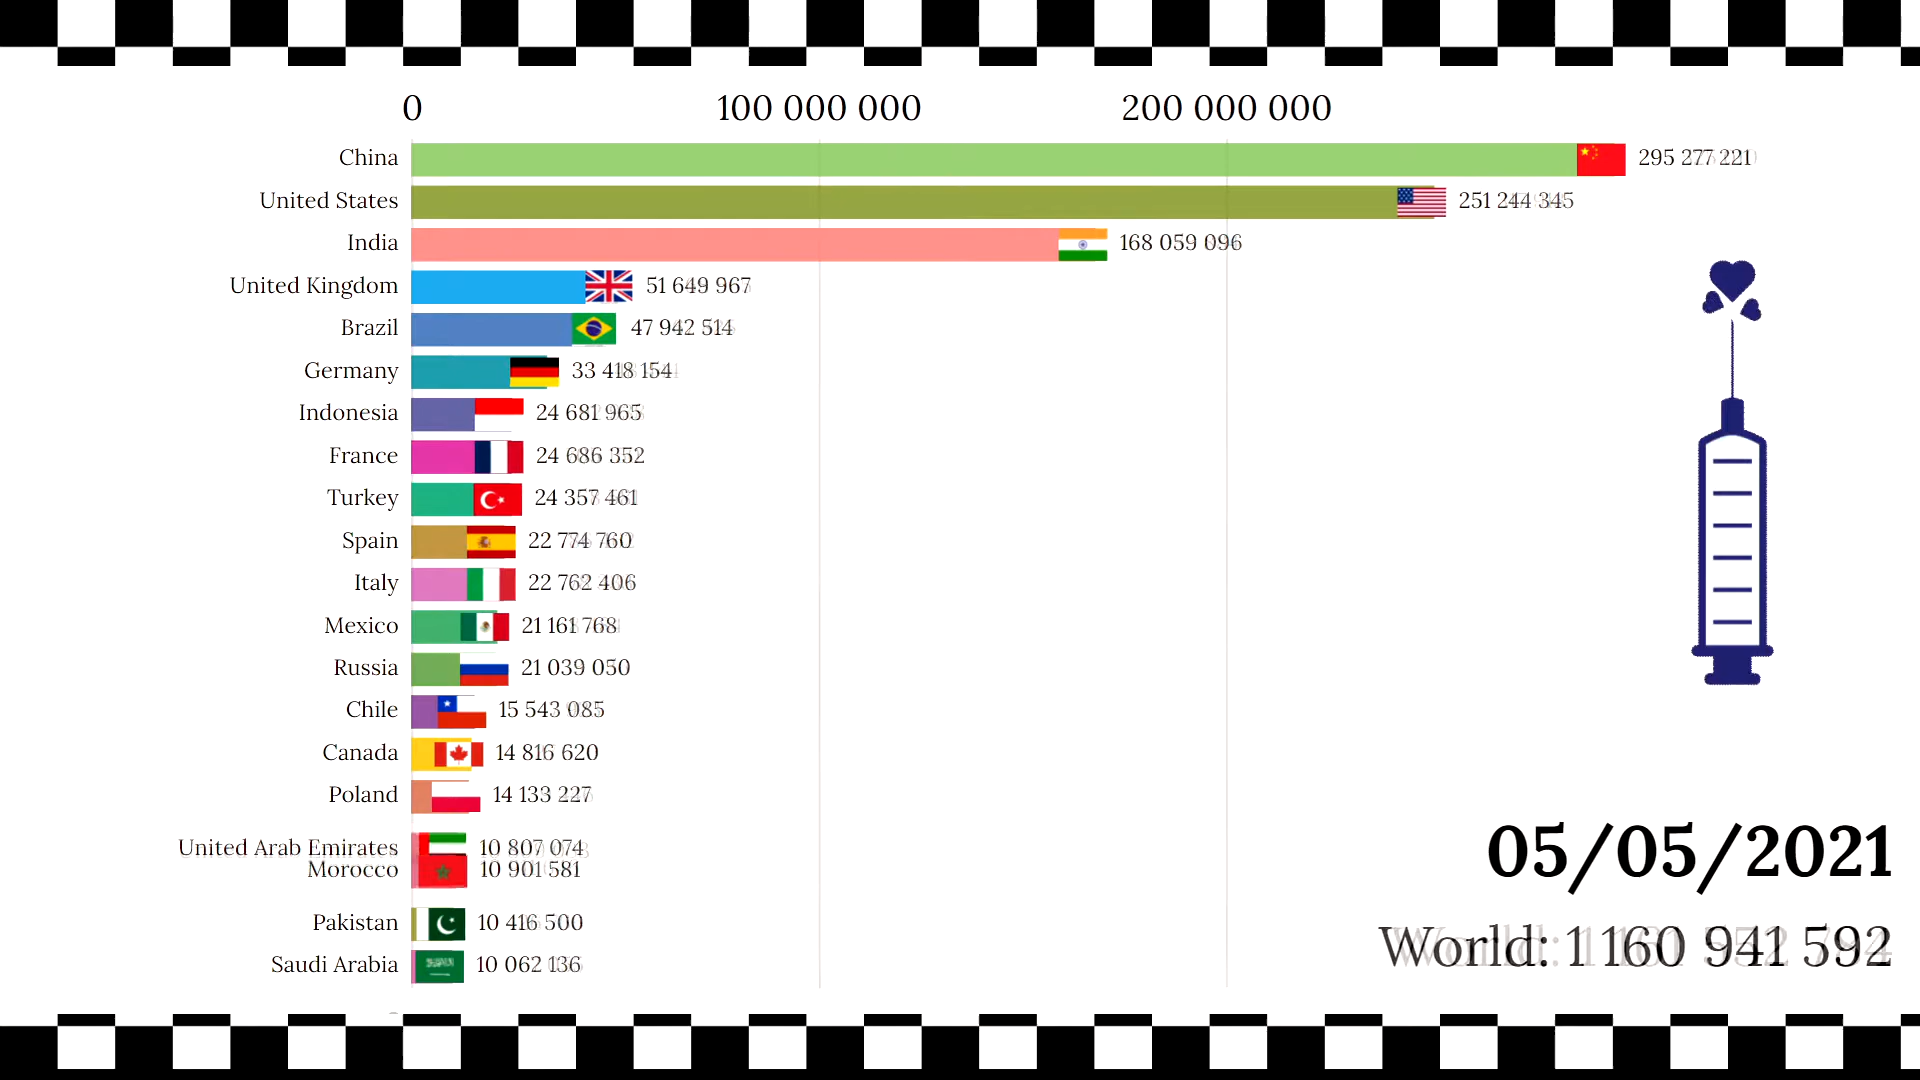 0 100 000 000 200 000 000
China 295 277 221
United States 251 244 345
India 168 059 096
United Kingdom 51 649 967
Brazil 47 942 514
Germany 33 418 154
Indonesia 24 681 965
France 24 686 352
Turkey 24 357 461
Spain 22 774 760
Italy 22 762 406
Mexico 21 161 768
Russia 21 039 050
Chile 15 543 085
Canada 14 816 620
Poland 14 133 227
United Arab Emirates 10 807 074
Morocco 10 901 581
Pakistan 10 416 500
Saudi Arabia 10 062 136
05/05/2021
World: 1 160 941 592